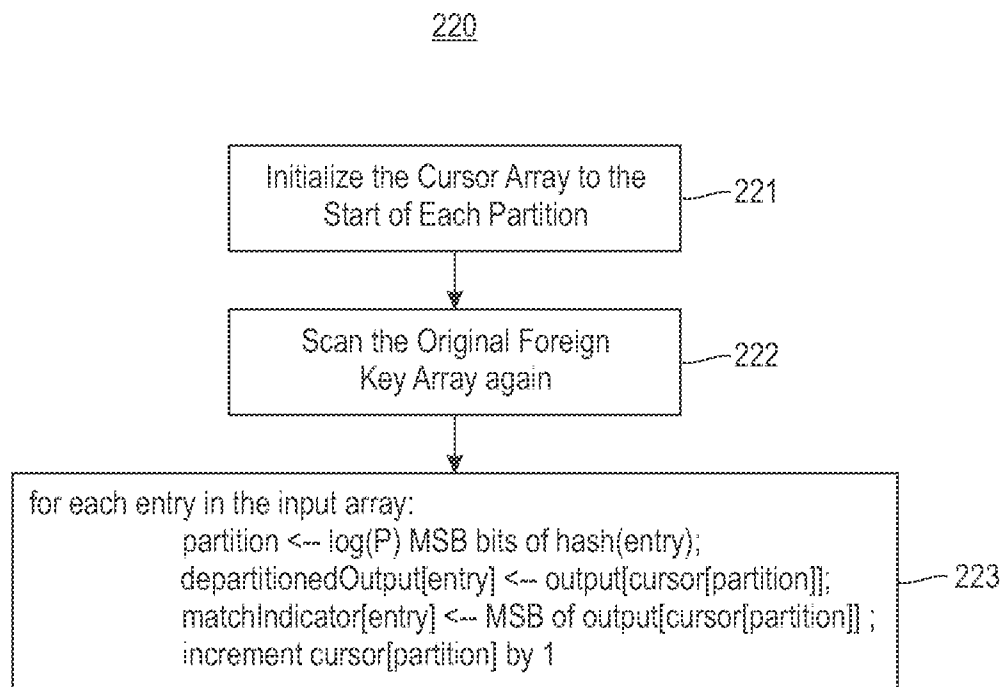 220
Initialize the Cursor Array to the
Start of Each Partition
221
Scan the Original Foreign
Key Array again
222
for each entry in the input array:
partition <-- log(P) MSB bits of hash(entry);
departitionedOutput[entry] <-- output[cursor[partition]];
matchIndicator[entry] <-- MSB of output[cursor[partition]] ;
increment cursor[partition] by 1
223